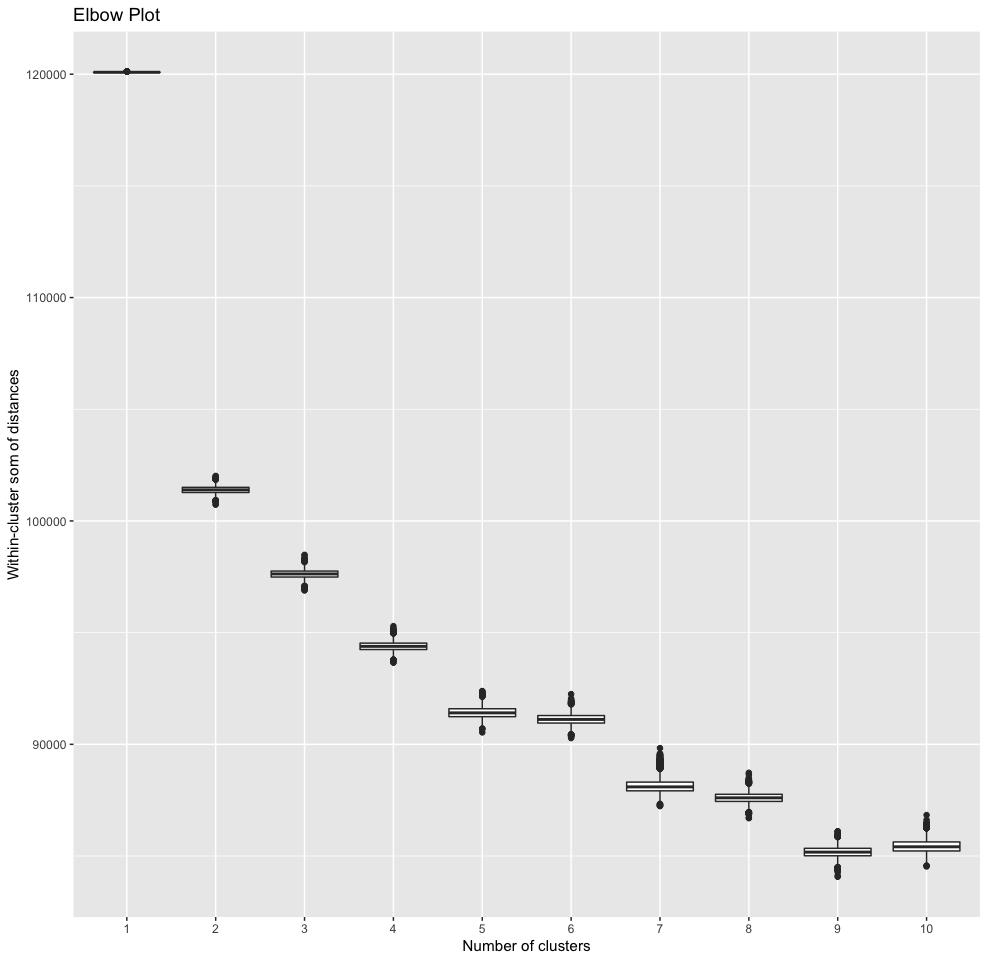 Elbow Plot
120000
110000
100000
90000
Within-cluster som of distances
1 2 3 4 5 6 7 8 9 10
Number of clusters